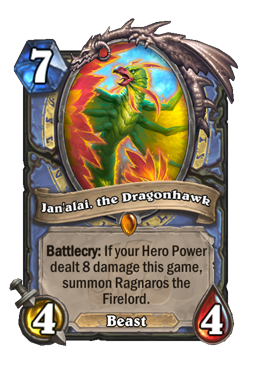 7
Jan'alai, the Dragonhawk
Battlecry: If your Hero Power
dealt 8 damage this game,
summon Ragnaros the
Firelord.
4
Beast
4